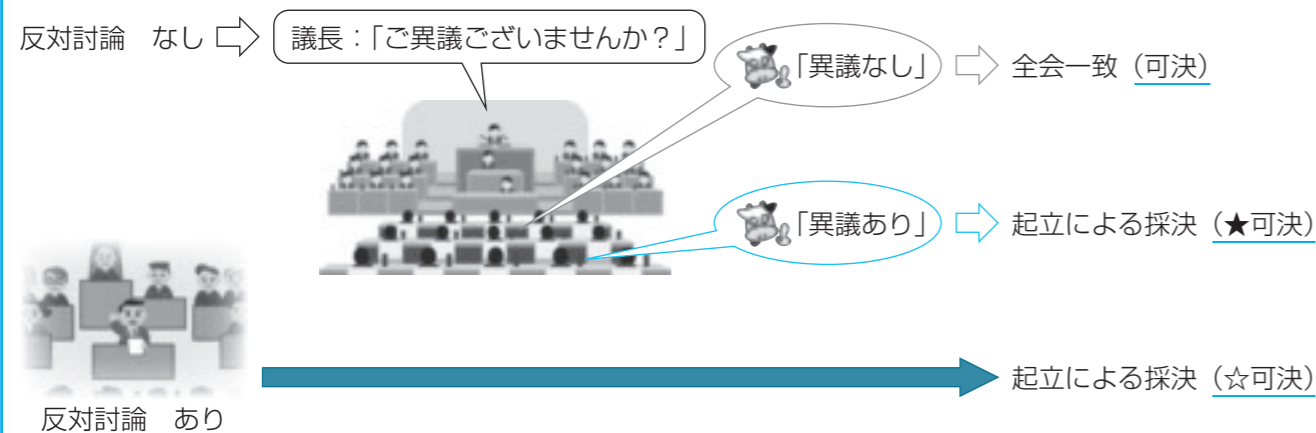 反対討論 なし
議長:「ご異議ございませんか?」
「異議なし」
全会一致(可決)
「異議あり」
起立による採決(★可決)
反対討論 あり
起立による採決(☆可決)